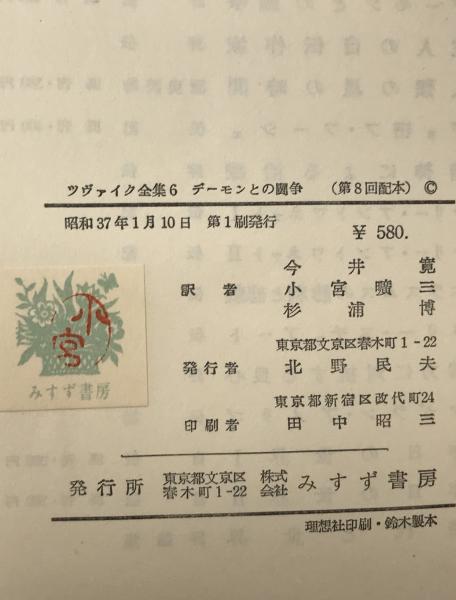 ツヴァイク全集6 デーモンとの闘争 (第8回配本) ©
昭和37年1月10日 第1刷発行
¥ 580.
今井寛
訳者 小宮曠三
杉浦博
東京都文京区春木町1-22
発行者 北野民夫
東京都新宿区改代町24
印刷者 田中昭三
発行所 東京都文京区春木町1-22 株式会社 みすず書房
理想社印刷・鈴木製本
小宮
みすず書房